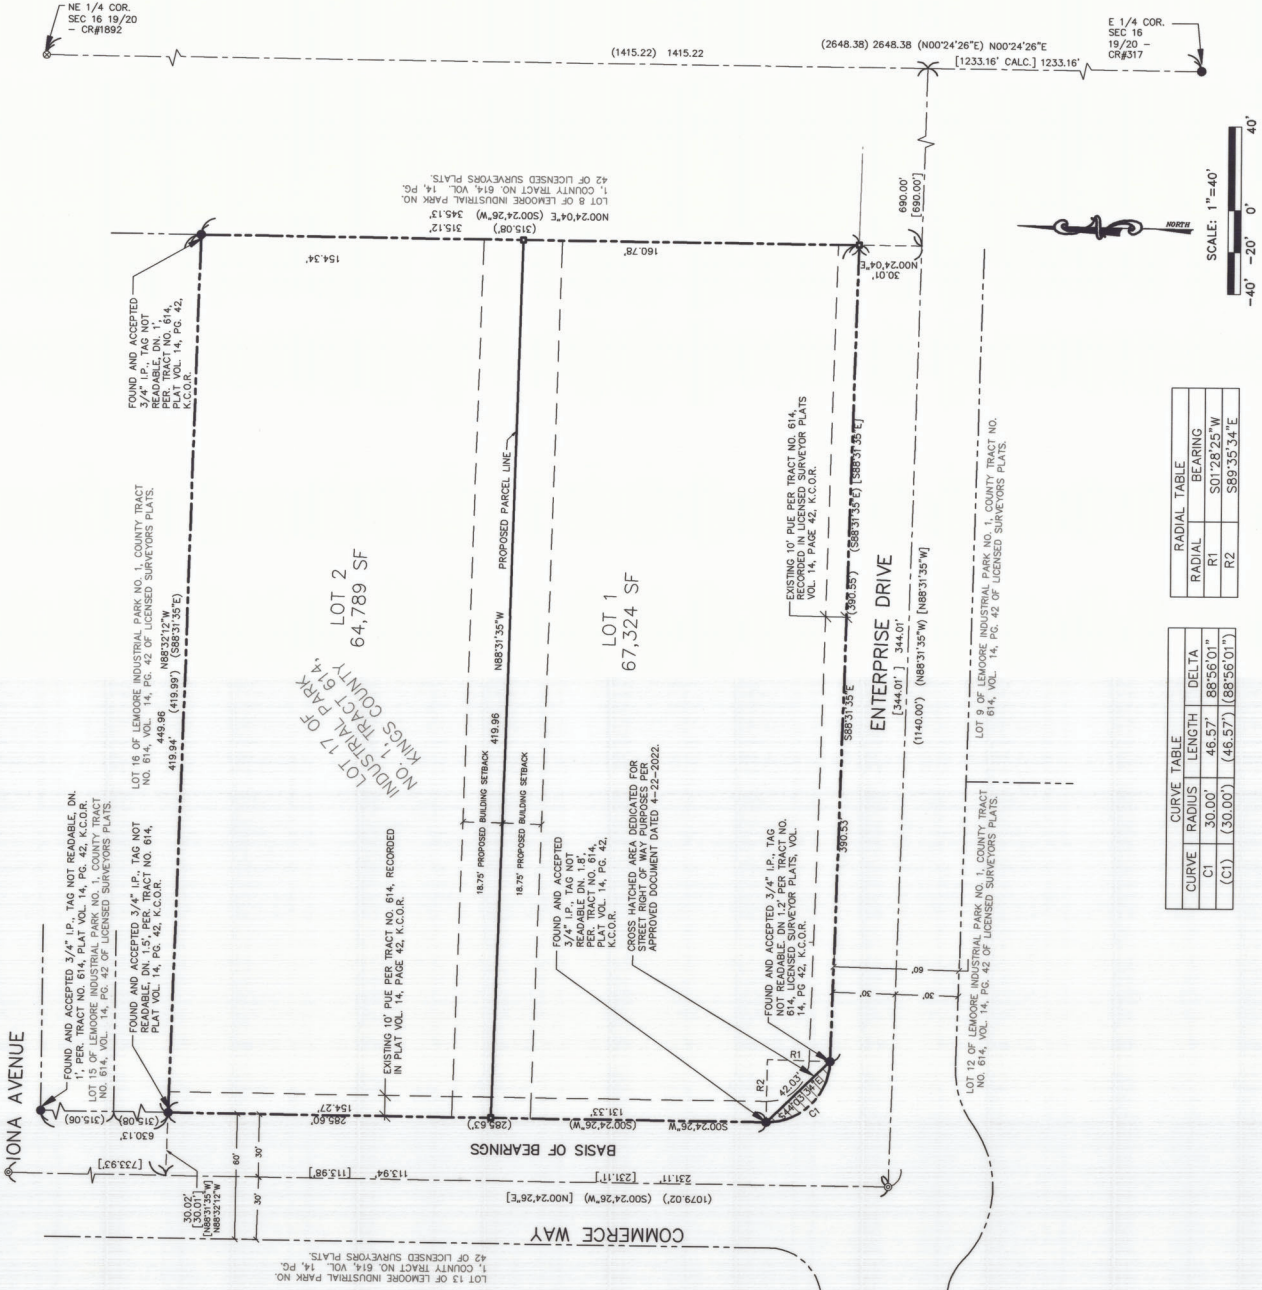 NE 1/4 COR.
SEC 16 19/20
- CR#1892
(1415.22) 1415.22
(2648.38) 2648.38 (N00°24'26"E) N00°24'26"E
[1233.16' CALC.] 1233.16'
E 1/4 COR.
SEC 16
19/20 -
CR#317
LOT 8 OF LEMOORE INDUSTRIAL PARK NO.
1, COUNTY TRACT NO. 614, VOL. 14, PG.
42 OF LICENSED SURVEYORS PLATS.
N00°24'04"E (S00°24'26"W) 345.13'
(315.08') 315.12'
154.34'
160.78'
690.00'
[690.00']
N00°24'04"E
30.01'
NORTH
SCALE: 1"=40'
-40' -20' 0' 40'
FOUND AND ACCEPTED
3/4" I.P., TAG NOT
READABLE, DN. 1',
PER. TRACT NO. 614,
PLAT VOL. 14, PG. 42,
K.C.O.R.
LOT 16 OF LEMOORE INDUSTRIAL PARK NO. 1, COUNTY TRACT
NO. 614, VOL. 14, PG. 42 OF LICENSED SURVEYORS PLATS.
449.96 N88°32'12"W
419.94' (419.99') (S88°31'35"E)
LOT 2
64,789 SF
LOT 17 OF
INDUSTRIAL PARK
NO. 1, TRACT 614,
KINGS COUNTY
PROPOSED PARCEL LINE
419.96 N88°31'35"W
18.75' PROPOSED BUILDING SETBACK
18.75' PROPOSED BUILDING SETBACK
LOT 1
67,324 SF
EXISTING 10' PUE PER TRACT NO. 614,
RECORDED IN LICENSED SURVEYOR PLATS
VOL. 14, PAGE 42, K.C.O.R.
390.53 S88°31'35"E (390.55') (S88°31'35"E) [S88°31'35"E]
ENTERPRISE DRIVE
[344.01'] 344.01'
(1140.00') (N88°31'35"W) [N88°31'35"W]
LOT 9 OF LEMOORE INDUSTRIAL PARK NO. 1, COUNTY TRACT NO.
614, VOL. 14, PG. 42 OF LICENSED SURVEYORS PLATS.
LOT 12 OF LEMOORE INDUSTRIAL PARK NO. 1, COUNTY TRACT
NO. 614, VOL. 14, PG. 42 OF LICENSED SURVEYORS PLATS.
60'
30' 30'
IONA AVENUE
FOUND AND ACCEPTED 3/4" I.P., TAG NOT READABLE, DN.
1', PER. TRACT NO. 614, PLAT VOL. 14, PG. 42, K.C.O.R.
LOT 15 OF LEMOORE INDUSTRIAL PARK NO. 1, COUNTY TRACT
NO. 614, VOL. 14, PG. 42 OF LICENSED SURVEYORS PLATS.
FOUND AND ACCEPTED 3/4" I.P., TAG NOT
READABLE, DN. 1.5', PER. TRACT NO. 614,
PLAT VOL. 14, PG. 42, K.C.O.R.
EXISTING 10' PUE PER TRACT NO. 614, RECORDED
IN PLAT VOL. 14, PAGE 42, K.C.O.R.
FOUND AND ACCEPTED
3/4" I.P., TAG NOT
READABLE DN. 1.8',
PER. TRACT NO. 614,
PLAT VOL. 14, PG. 42,
K.C.O.R.
CROSS HATCHED AREA DEDICATED FOR
STREET RIGHT OF WAY PURPOSES PER
APPROVED DOCUMENT DATED 4-22-2022.
FOUND AND ACCEPTED 3/4" I.P., TAG
NOT READABLE, DN 1.2' PER TRACT NO.
614, LICENSED SURVEYOR PLATS, VOL.
14, PG 42, K.C.O.R.
R1
R2
42.03'
S44°03'34"E
C1
(315.06')
(315.08')
630.13'
[733.93']
154.27'
285.60'
(285.63')
131.33'
(S00°24'26"W)
S00°24'26"W
BASIS OF BEARINGS
60'
30' 30'
30.02'
[30.01']
[N88°31'35"W]
N88°32'12"W
[113.98'] 113.94'
[231.11'] 231.11'
(1079.02') (S00°24'26"W) [N00°24'26"E]
COMMERCE WAY
LOT 13 OF LEMOORE INDUSTRIAL PARK NO.
1, COUNTY TRACT NO. 614, VOL. 14, PG.
42 OF LICENSED SURVEYORS PLATS.
CURVE TABLE
CURVE RADIUS LENGTH DELTA
C1 30.00' 46.57' 88°56'01"
(C1) (30.00') (46.57') (88°56'01")
RADIAL TABLE
RADIAL BEARING
R1 S01°28'25"W
R2 S89°35'34"E